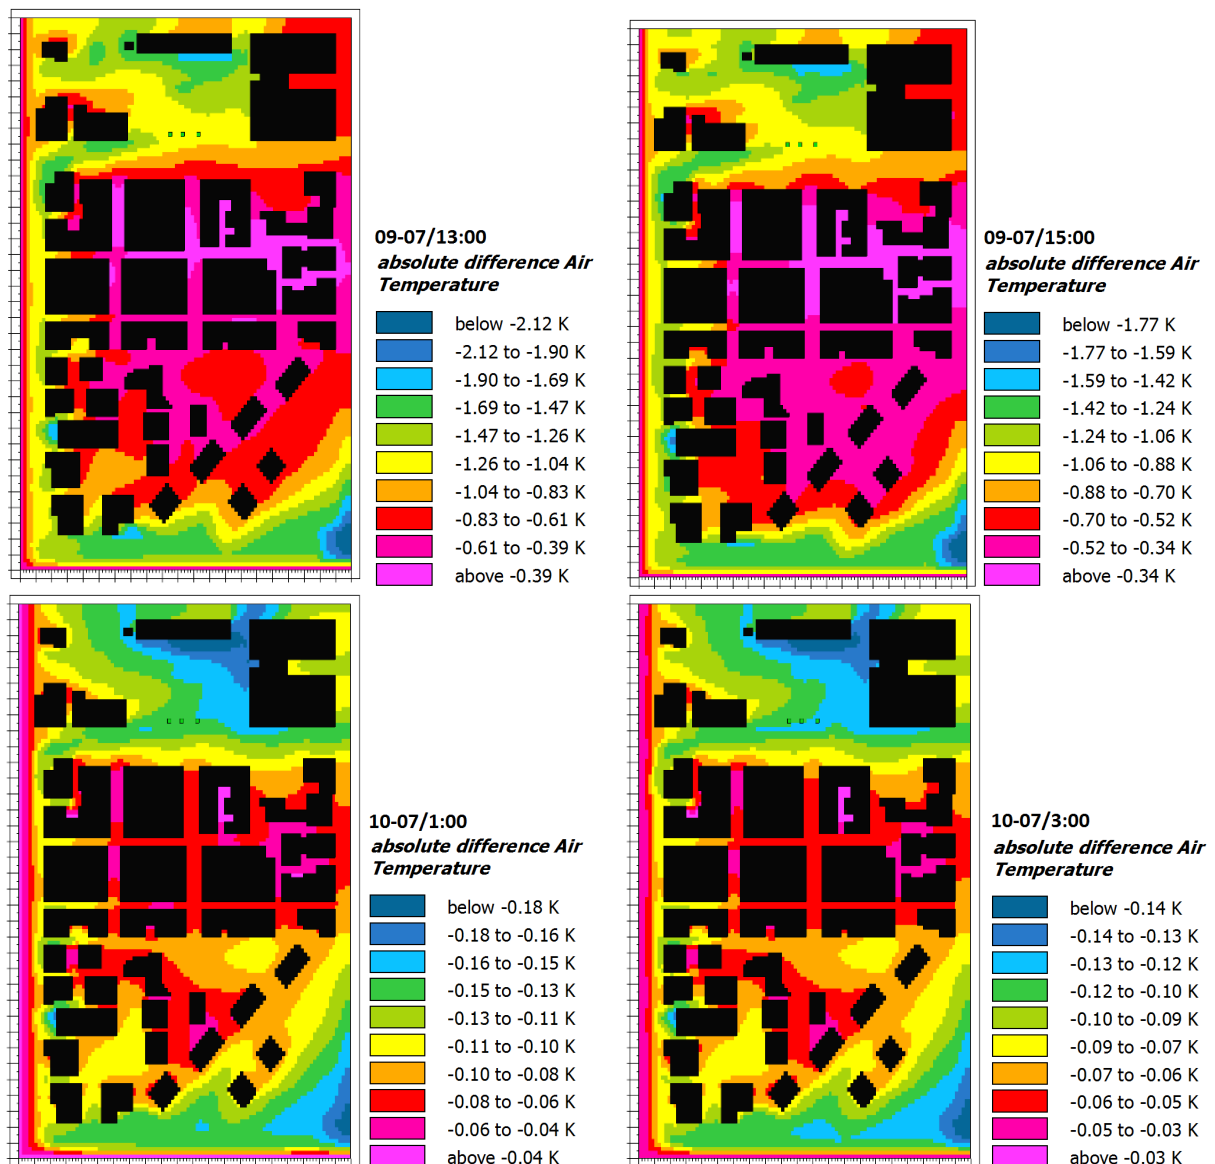 09-07/13:00
absolute difference Air
Temperature
below -2.12 K
-2.12 to -1.90 K
-1.90 to -1.69 K
-1.69 to -1.47 K
-1.47 to -1.26 K
-1.26 to -1.04 K
-1.04 to -0.83 K
-0.83 to -0.61 K
-0.61 to -0.39 K
above -0.39 K
09-07/15:00
absolute difference Air
Temperature
below -1.77 K
-1.77 to -1.59 K
-1.59 to -1.42 K
-1.42 to -1.24 K
-1.24 to -1.06 K
-1.06 to -0.88 K
-0.88 to -0.70 K
-0.70 to -0.52 K
-0.52 to -0.34 K
above -0.34 K
10-07/1:00
absolute difference Air
Temperature
below -0.18 K
-0.18 to -0.16 K
-0.16 to -0.15 K
-0.15 to -0.13 K
-0.13 to -0.11 K
-0.11 to -0.10 K
-0.10 to -0.08 K
-0.08 to -0.06 K
-0.06 to -0.04 K
above -0.04 K
10-07/3:00
absolute difference Air
Temperature
below -0.14 K
-0.14 to -0.13 K
-0.13 to -0.12 K
-0.12 to -0.10 K
-0.10 to -0.09 K
-0.09 to -0.07 K
-0.07 to -0.06 K
-0.06 to -0.05 K
-0.05 to -0.03 K
above -0.03 K